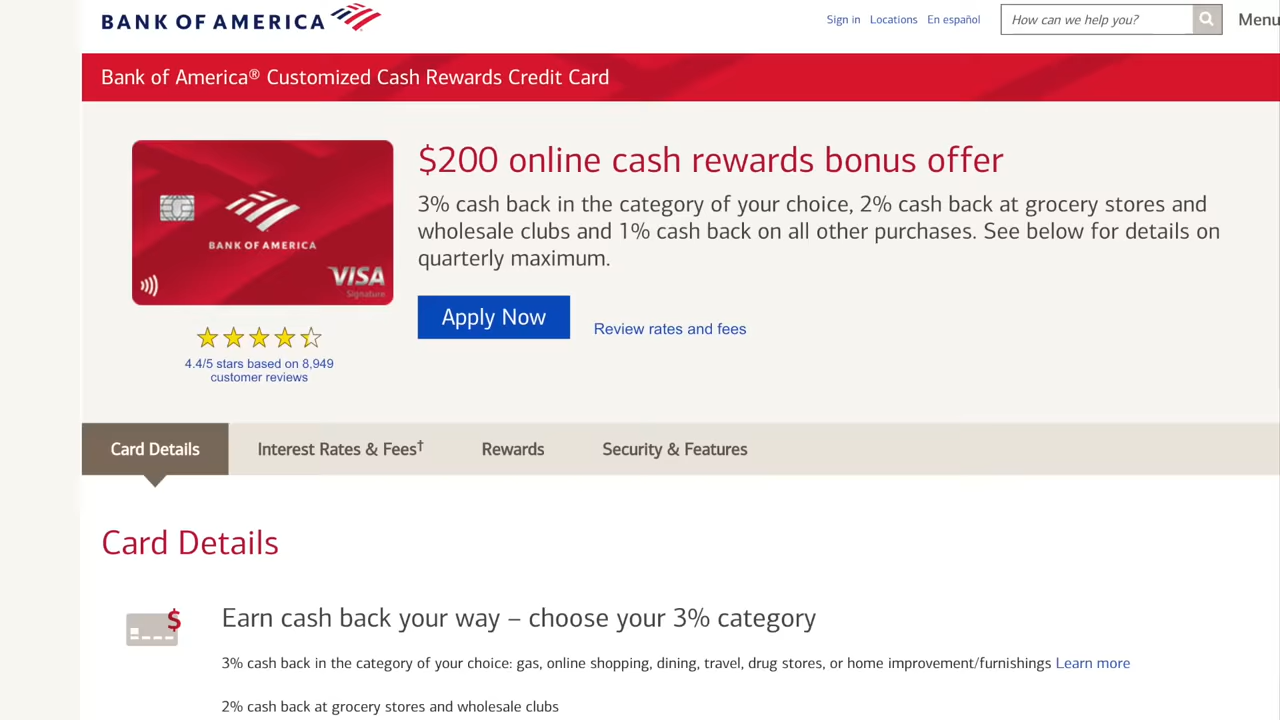 BANK OF AMERICA
Sign in Locations En español
How can we help you?
Menu
Bank of America® Customized Cash Rewards Credit Card
BANK OF AMERICA
VISA
Signature
4.4/5 stars based on 8,949
customer reviews
$200 online cash rewards bonus offer
3% cash back in the category of your choice, 2% cash back at grocery stores and
wholesale clubs and 1% cash back on all other purchases. See below for details on
quarterly maximum.
Apply Now
Review rates and fees
Card Details Interest Rates & Fees† Rewards Security & Features
Card Details
$
Earn cash back your way – choose your 3% category
3% cash back in the category of your choice: gas, online shopping, dining, travel, drug stores, or home improvement/furnishings Learn more
2% cash back at grocery stores and wholesale clubs